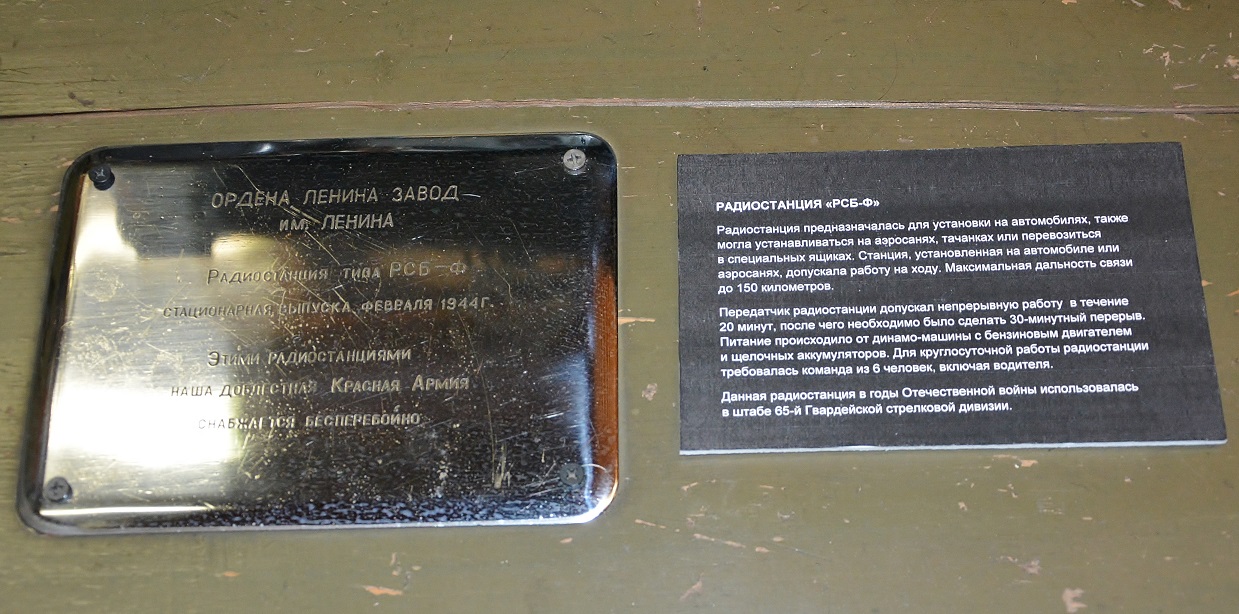 ОРДЕНА ЛЕНИНА ЗАВОД
ИМ. ЛЕНИНА
РАДИОСТАНЦИЯ ТИПА РСБ-Ф
СТАЦИОНАРНАЯ, ВЫПУСКА ФЕВРАЛЯ 1944 Г.
ЭТИМИ РАДИОСТАНЦИЯМИ
НАША ДОБЛЕСТНАЯ КРАСНАЯ АРМИЯ
СНАБЖАЕТСЯ БЕСПЕРЕБОЙНО
РАДИОСТАНЦИЯ «РСБ-Ф»
Радиостанция предназначалась для установки на автомобилях, также
могла устанавливаться на аэросанях, тачанках или перевозиться
в специальных ящиках. Станция, установленная на автомобиле или
аэросанях, допускала работу на ходу. Максимальная дальность связи
до 150 километров.
Передатчик радиостанции допускал непрерывную работу в течение
20 минут, после чего необходимо было сделать 30-минутный перерыв.
Питание происходило от динамо-машины с бензиновым двигателем
и щелочных аккумуляторов. Для круглосуточной работы радиостанции
требовалась команда из 6 человек, включая водителя.
Данная радиостанция в годы Отечественной войны использовалась
в штабе 65-й Гвардейской стрелковой дивизии.